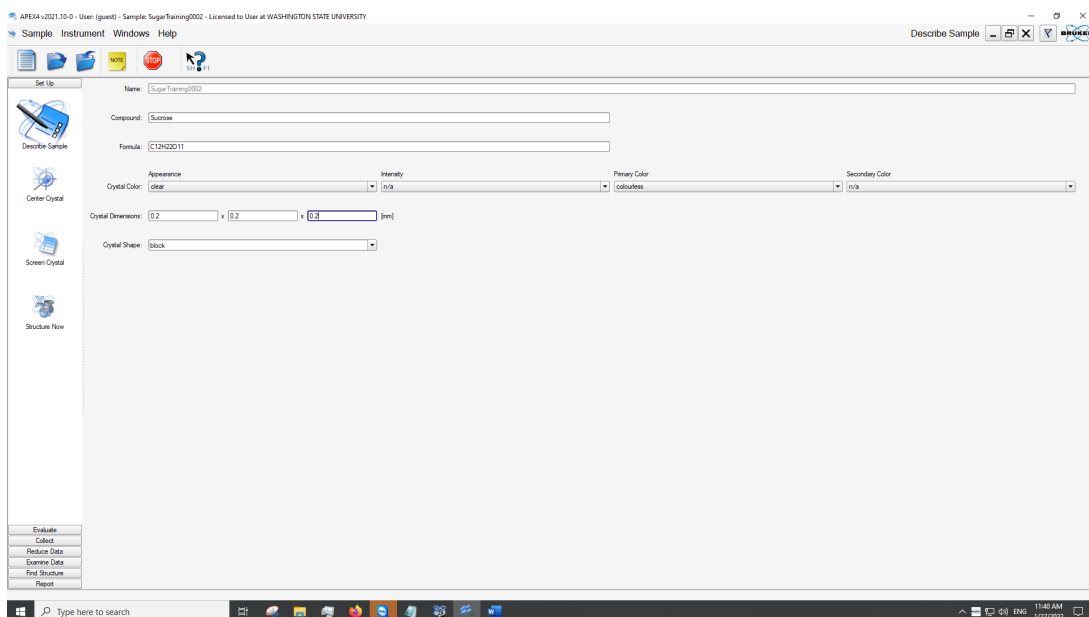 APEX4 v2021.10-0 - User: (guest) - Sample: SugarTraining0002 - Licensed to User at WASHINGTON STATE UNIVERSITY
Sample Instrument Windows Help
Describe Sample
BRUKER
NOTE
STOP
SH FI
Set Up
Name: SugarTraining0002
Compound: Sucrose
Describe Sample
Formula: C12H22O11
Appearance Intensity Primary Color Secondary Color
Crystal Color: clear n/a colourless n/a
Center Crystal
Crystal Dimensions: 0.2 x 0.2 x 0.2 [mm]
Crystal Shape: block
Screen Crystal
Structure Now
Evaluate
Collect
Reduce Data
Examine Data
Find Structure
Report
Type here to search
ENG
11:40 AM